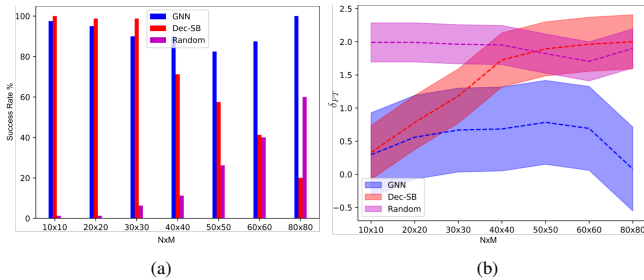 100
80
60
40
20
0
Success Rate %
GNN
Dec-SB
Random
10x10 20x20 30x30 40x40 50x50 60x60 80x80
NxM
(a)
2.5
2.0
1.5
1.0
0.5
0.0
−0.5
δFT
GNN
Dec-SB
Random
10x10 20x20 30x30 40x40 50x50 60x60 80x80
NxM
(b)